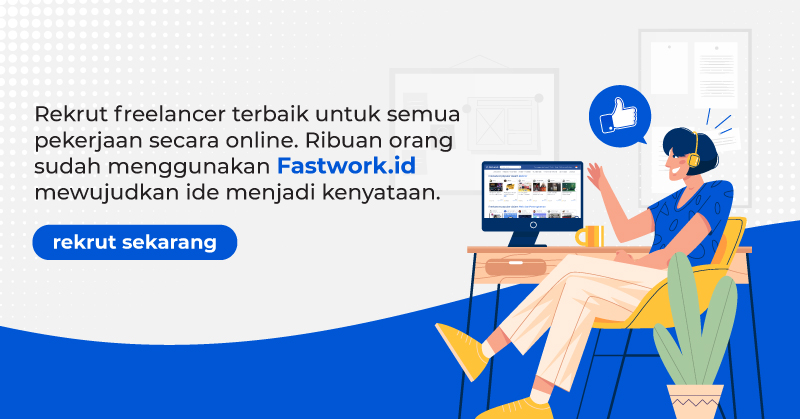 Rekrut freelancer terbaik untuk semua
pekerjaan secara online. Ribuan orang
sudah menggunakan Fastwork.id
mewujudkan ide menjadi kenyataan.
rekrut sekarang